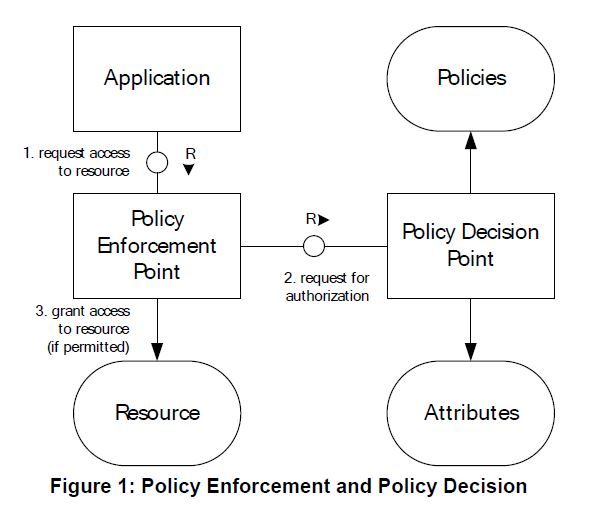 Application
Policies
1. request access
to resource
R
Policy
Enforcement
Point
R
Policy Decision
Point
2. request for
authorization
3. grant access
to resource
(if permitted)
Resource
Attributes
Figure 1: Policy Enforcement and Policy Decision